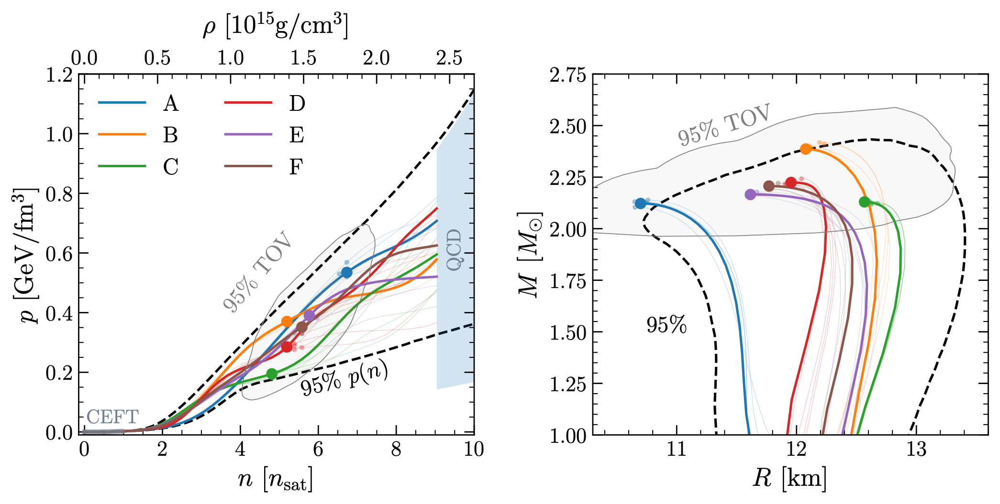 ρ [10¹⁵g/cm³]
0.0 0.5 1.0 1.5 2.0 2.5
p [GeV/fm³]
1.2
1.0
0.8
0.6
0.4
0.2
0.0
A D
B E
C F
95% TOV
95% p(n)
QCD
CEFT
0 2 4 6 8 10
n [n_sat]
M [M_⊙]
2.75
2.50
2.25
2.00
1.75
1.50
1.25
1.00
95% TOV
95%
11 12 13
R [km]